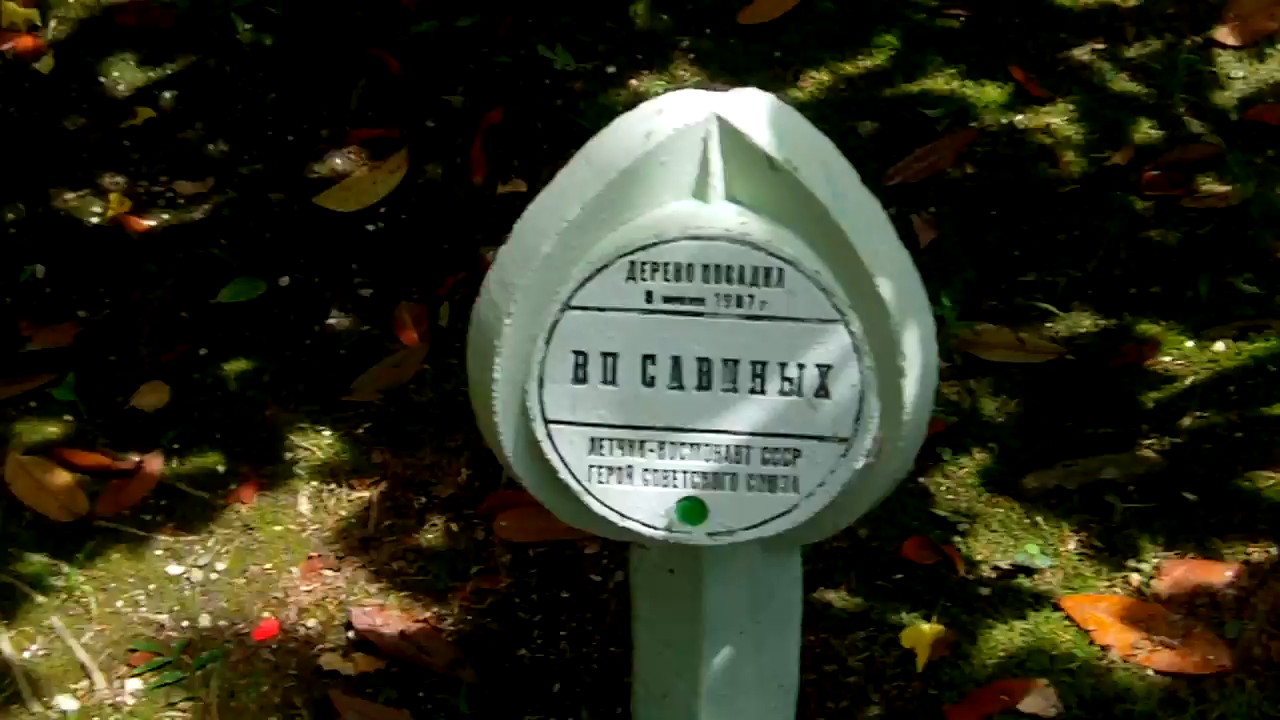 ДЕРЕВО ПОСАДИЛ
8 1987 г
ВП САВИНЫХ
ЛЕТЧИК-КОСМОНАВТ СССР
ГЕРОЙ СОВЕТСКОГО СОЮЗА